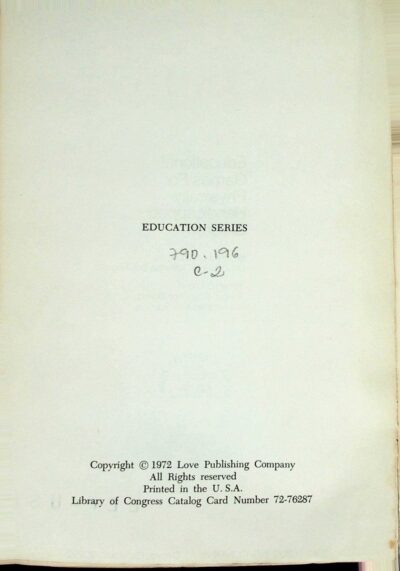 EDUCATION SERIES
790.196
C-2
Copyright © 1972 Love Publishing Company
All Rights reserved
Printed in the U.S.A.
Library of Congress Catalog Card Number 72-76287